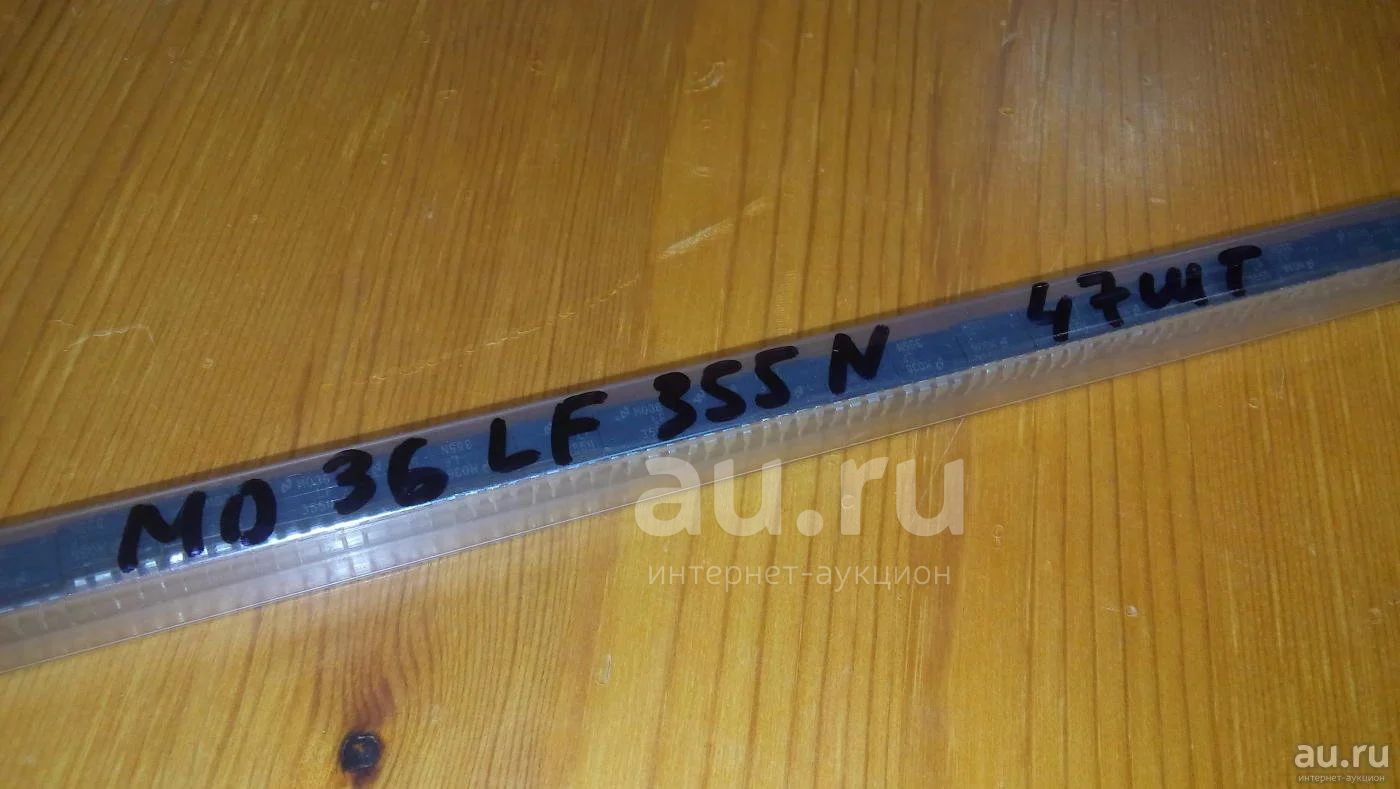 MO 36 LF 355 N 47шт
au.ru
интернет-аукцион
au.ru
интернет-аукцион